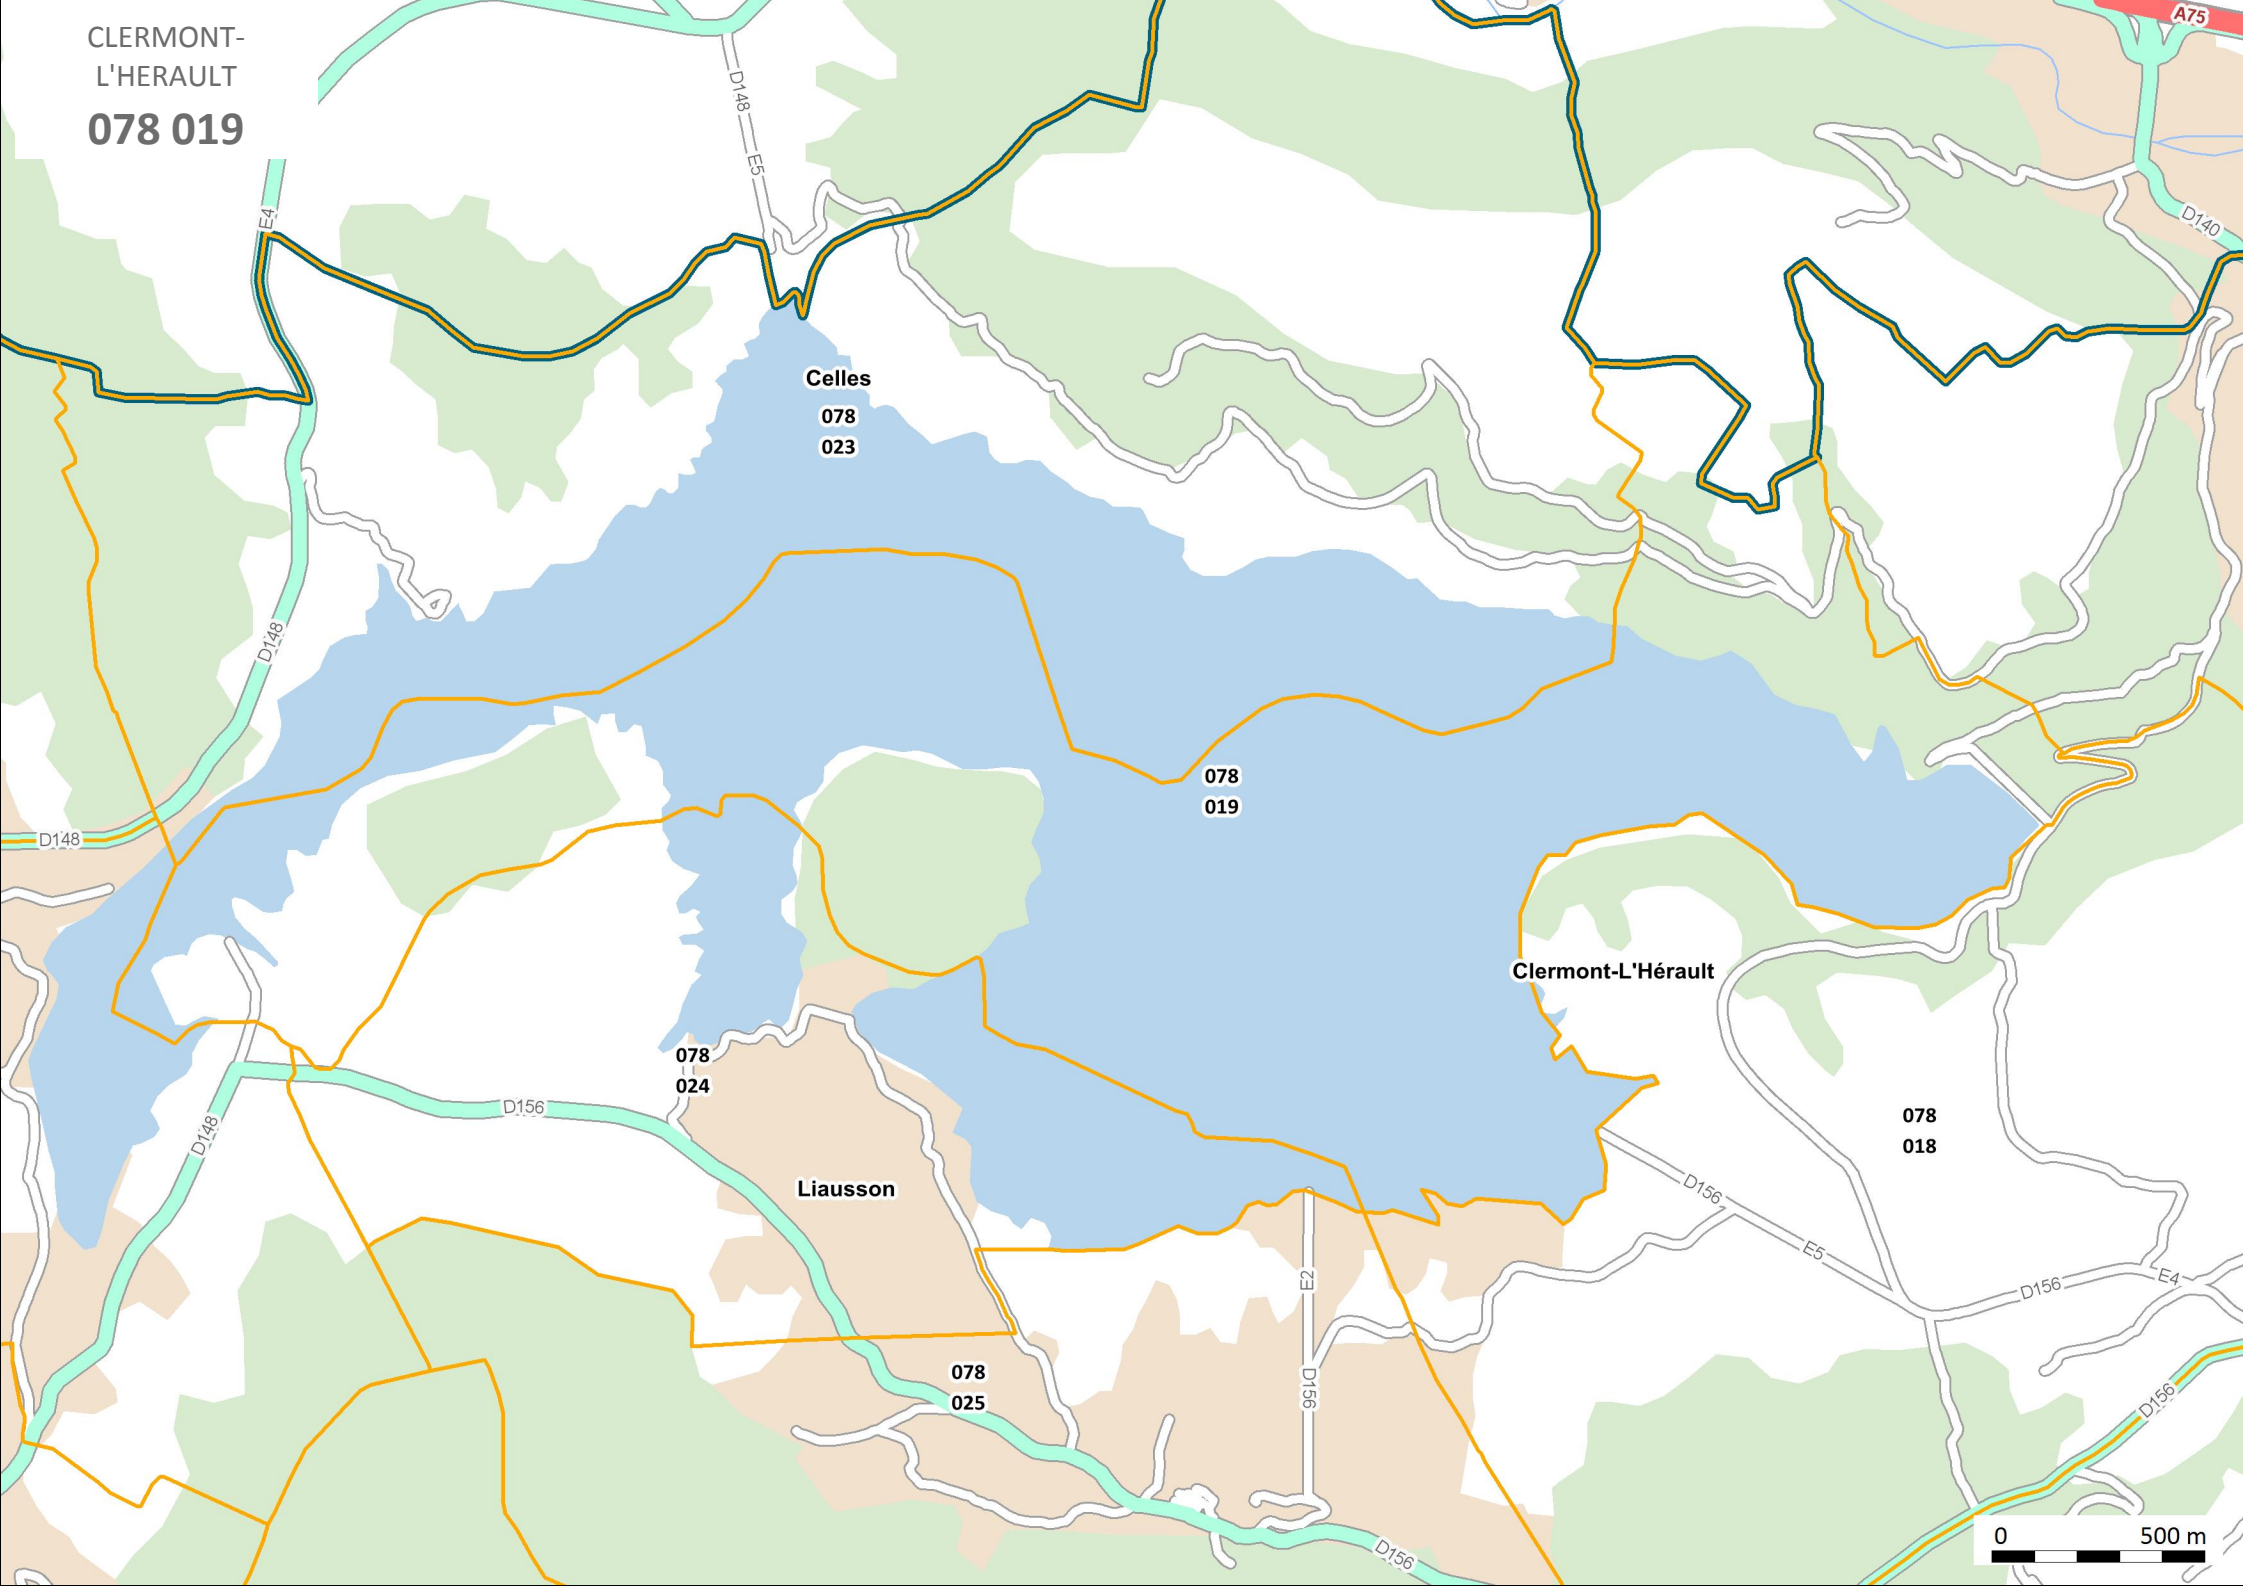 CLERMONT-
L'HERAULT
078 019
A75
D148
E5
E4
D140
Celles
078
023
D148
078
019
D148
Clermont-L'Hérault
078
024
D156
D148
078
018
Liausson
D156
E5
E2
D156
E4
078
025
D156
D156
D156
0 500 m